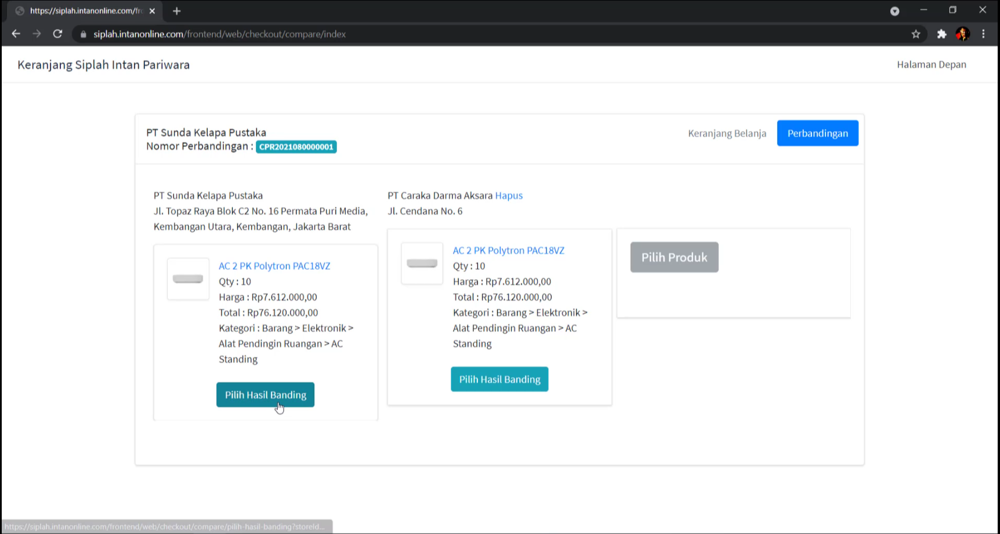 https://siplah.intanonline.com/fr
siplah.intanonline.com/frontend/web/checkout/compare/index
Keranjang Siplah Intan Pariwara
Halaman Depan
PT Sunda Kelapa Pustaka
Nomor Perbandingan : CPR2021080000001
Keranjang Belanja
Perbandingan
PT Sunda Kelapa Pustaka
Jl. Topaz Raya Blok C2 No. 16 Permata Puri Media,
Kembangan Utara, Kembangan, Jakarta Barat
AC 2 PK Polytron PAC18VZ
Qty : 10
Harga : Rp7.612.000,00
Total : Rp76.120.000,00
Kategori : Barang > Elektronik >
Alat Pendingin Ruangan > AC
Standing
Pilih Hasil Banding
PT Caraka Darma Aksara Hapus
Jl. Cendana No. 6
AC 2 PK Polytron PAC18VZ
Qty : 10
Harga : Rp7.612.000,00
Total : Rp76.120.000,00
Kategori : Barang > Elektronik >
Alat Pendingin Ruangan > AC
Standing
Pilih Hasil Banding
Pilih Produk
https://siplah.intanonline.com/frontend/web/checkout/compare/pilih-hasil-banding?storeId...